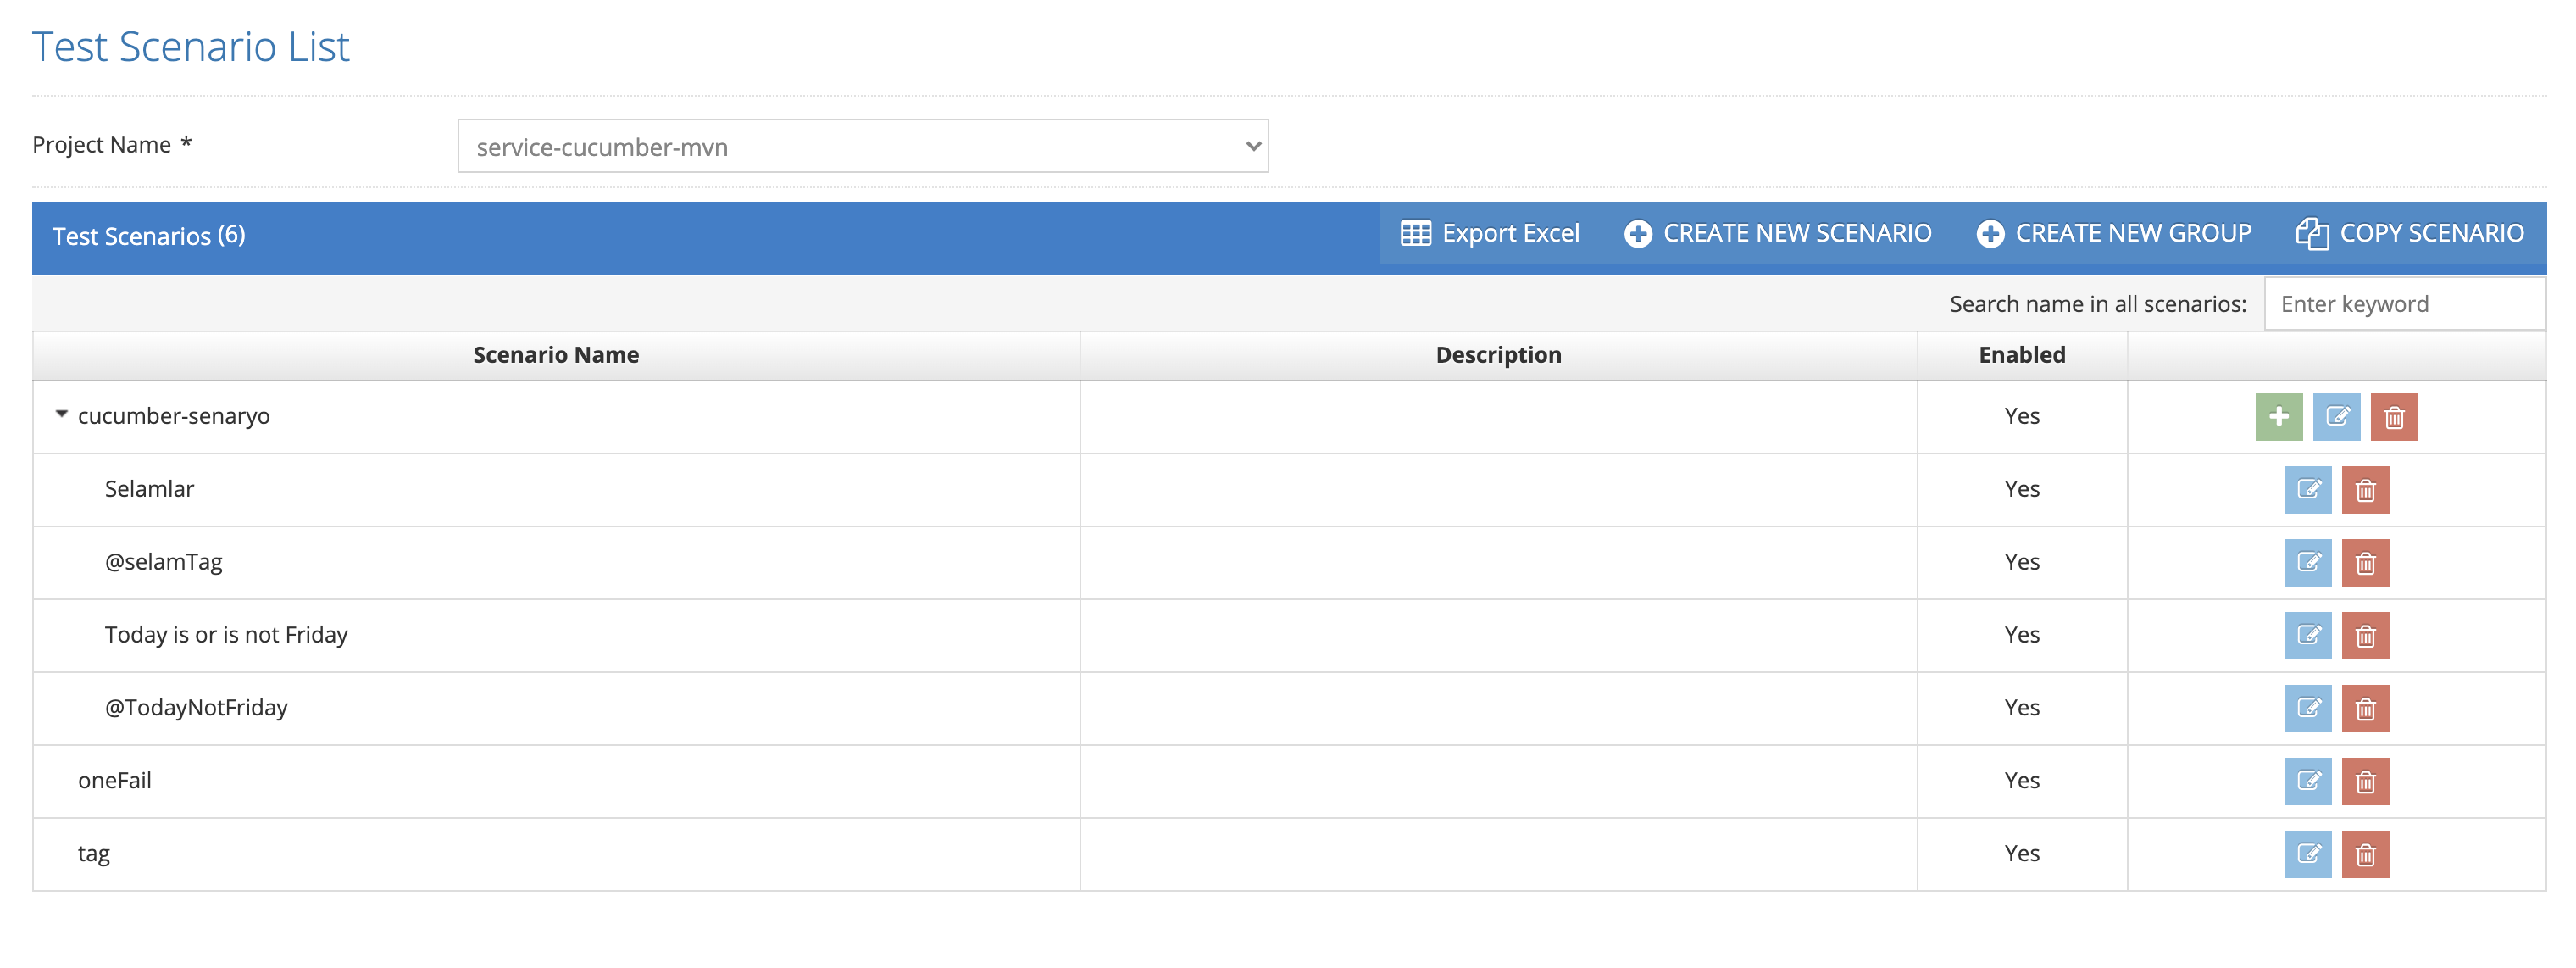 Test Scenario List
Project Name *
service-cucumber-mvn
Test Scenarios (6)
Export Excel
CREATE NEW SCENARIO
CREATE NEW GROUP
COPY SCENARIO
Search name in all scenarios:
Enter keyword
Scenario Name
Description
Enabled
cucumber-senaryo
Yes
Selamlar
Yes
@selamTag
Yes
Today is or is not Friday
Yes
@TodayNotFriday
Yes
oneFail
Yes
tag
Yes